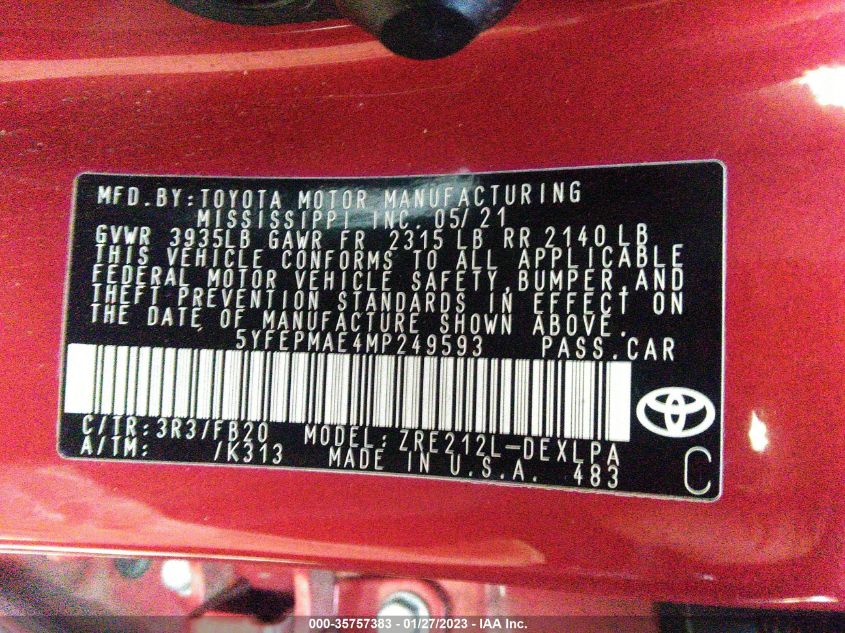 MFD.BY:TOYOTA MOTOR MANUFACTURING
MISSISSIPPI INC. 05/21
GVWR 3935LB GAWR FR 2315 LB RR 2140 LB
THIS VEHICLE CONFORMS TO ALL APPLICABLE
FEDERAL MOTOR VEHICLE SAFETY,BUMPER,AND
THEFT PREVENTION STANDARDS IN EFFECT ON
THE DATE OF MANUFACTURE SHOWN ABOVE.
5YFEPMAE4MP249593 PASS.CAR
C/TR:3R3/FB20 MODEL:ZRE212L-DEXLPA
A/TM: /K313 MADE IN U.S.A. 483
C
000-35757383 - 01/27/2023 - IAA Inc.